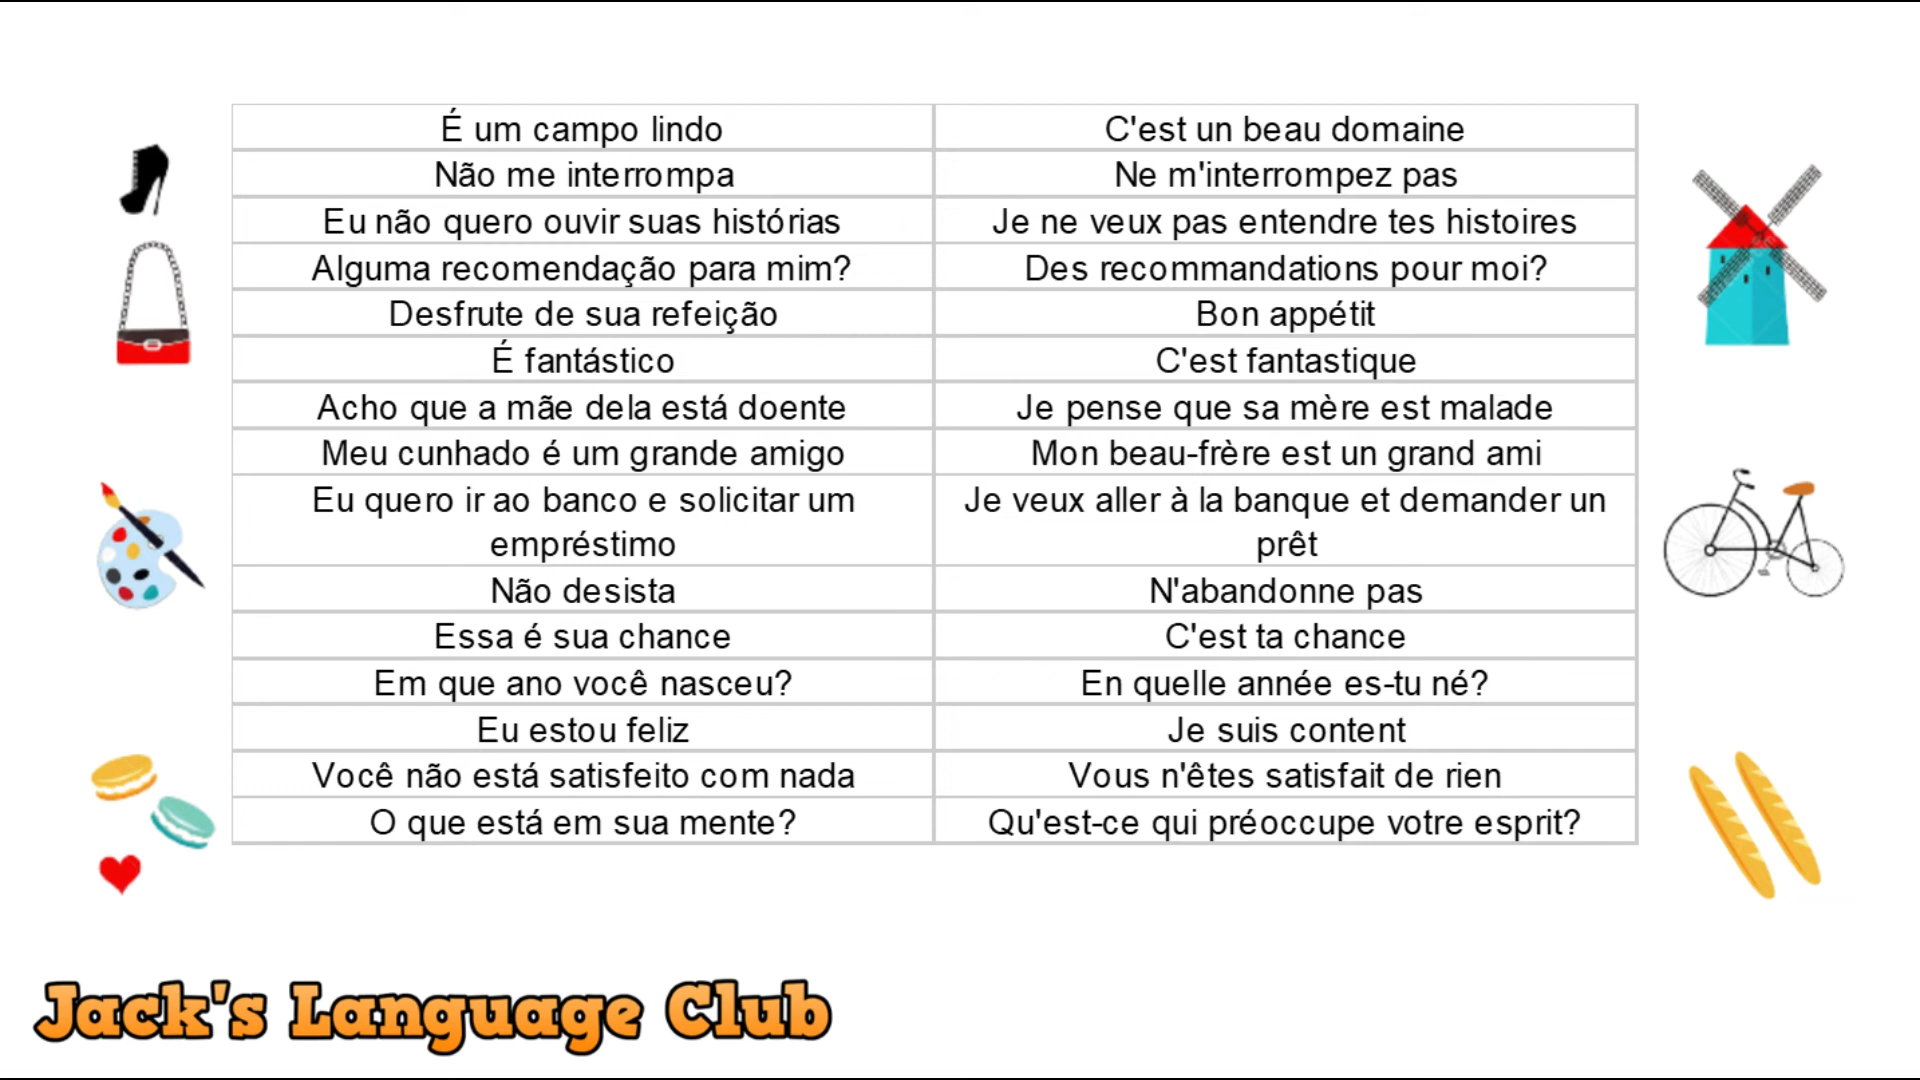 É um campo lindo C'est un beau domaine
Não me interrompa Ne m'interrompez pas
Eu não quero ouvir suas histórias Je ne veux pas entendre tes histoires
Alguma recomendação para mim? Des recommandations pour moi?
Desfrute de sua refeição Bon appétit
É fantástico C'est fantastique
Acho que a mãe dela está doente Je pense que sa mère est malade
Meu cunhado é um grande amigo Mon beau-frère est un grand ami
Eu quero ir ao banco e solicitar um Je veux aller à la banque et demander un
empréstimo prêt
Não desista N'abandonne pas
Essa é sua chance C'est ta chance
Em que ano você nasceu? En quelle année es-tu né?
Eu estou feliz Je suis content
Você não está satisfeito com nada Vous n'êtes satisfait de rien
O que está em sua mente? Qu'est-ce qui préoccupe votre esprit?
Jack's Language Club